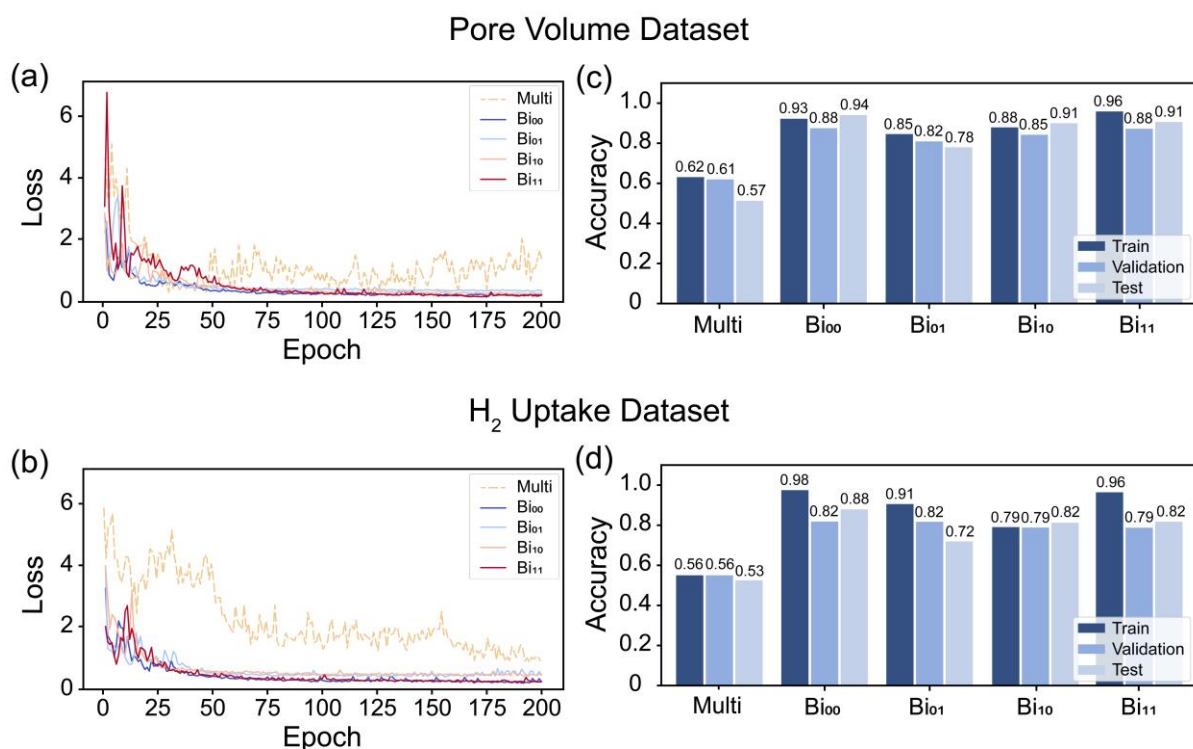 Pore Volume Dataset
(a)
Loss
6
4
2
0
0 25 50 75 100 125 150 175 200
Epoch
Multi
Bi₀₀
Bi₀₁
Bi₁₀
Bi₁₁
(c)
Accuracy
1.0
0.8
0.6
0.4
0.2
0
0.62 0.61 0.57
0.93 0.88 0.94
0.85 0.82 0.78
0.88 0.85 0.91
0.96 0.88 0.91
Train
Validation
Test
Multi Bi₀₀ Bi₀₁ Bi₁₀ Bi₁₁
H₂ Uptake Dataset
(b)
Loss
6
4
2
0
0 25 50 75 100 125 150 175 200
Epoch
Multi
Bi₀₀
Bi₀₁
Bi₁₀
Bi₁₁
(d)
Accuracy
1.0
0.8
0.6
0.4
0.2
0
0.56 0.56 0.53
0.98 0.82 0.88
0.91 0.82 0.72
0.79 0.79 0.82
0.96 0.79 0.82
Train
Validation
Test
Multi Bi₀₀ Bi₀₁ Bi₁₀ Bi₁₁